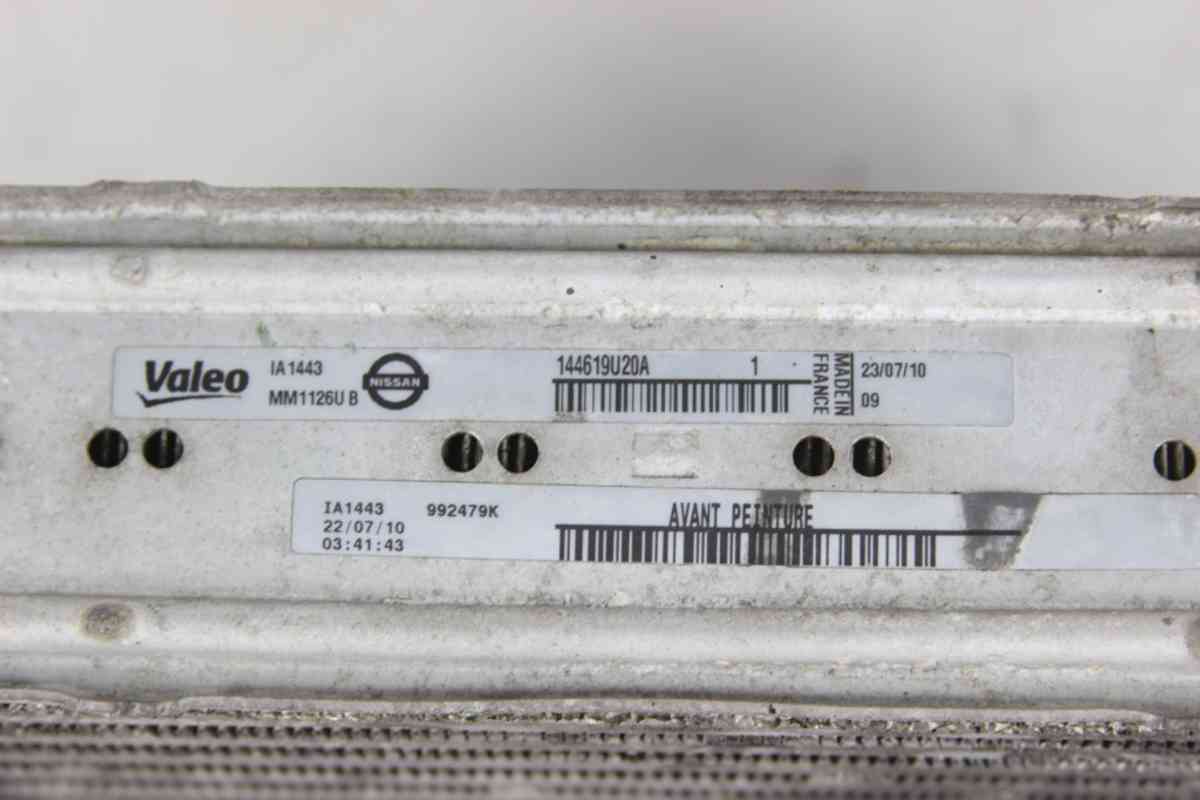 Valeo
IA1443
MM1126U B
NISSAN
144619U20A 1
MADE IN
FRANCE
23/07/10
09
IA1443 992479K
22/07/10
03:41:43
AVANT PEINTURE